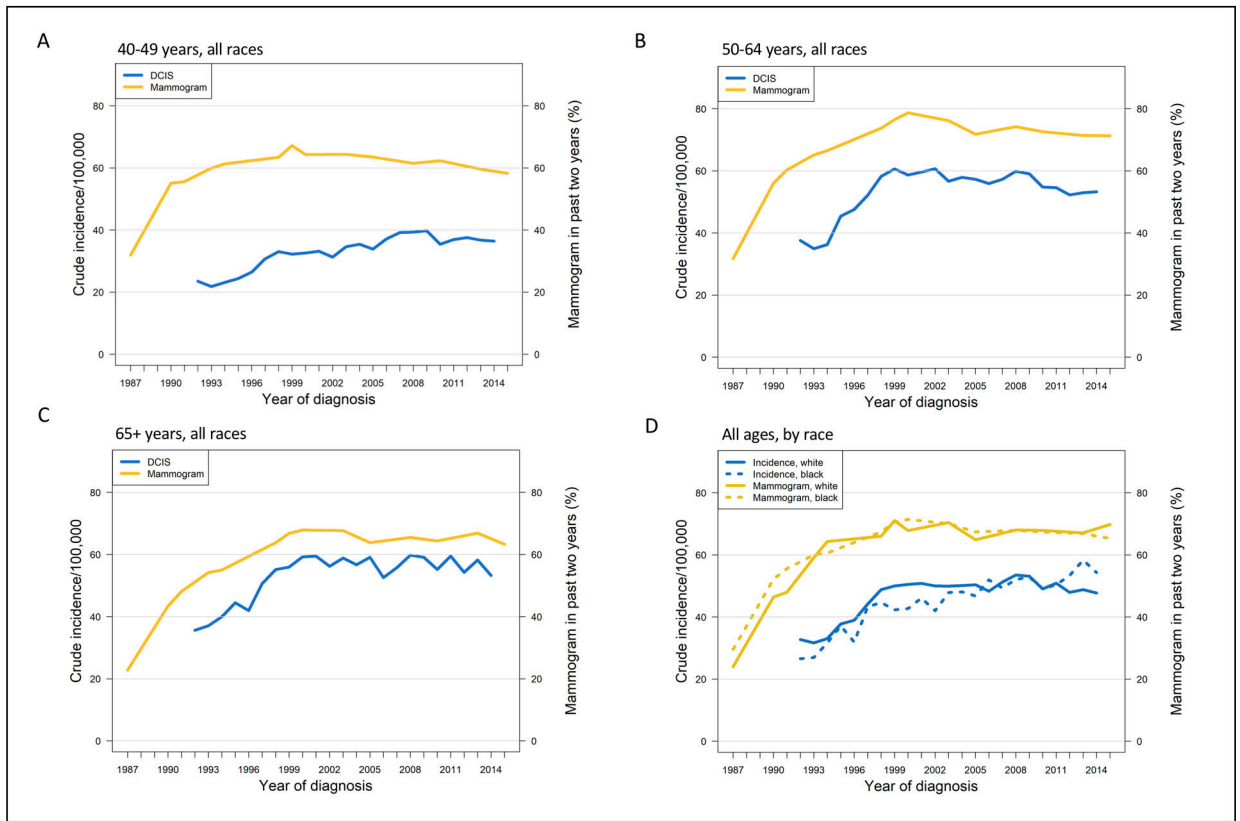 A
40-49 years, all races
DCIS
Mammogram
80
60
40
20
0
80
60
40
20
0
Crude incidence/100,000
Mammogram in past two years (%)
1987 1990 1993 1996 1999 2002 2005 2008 2011 2014
Year of diagnosis
B
50-64 years, all races
DCIS
Mammogram
80
60
40
20
0
80
60
40
20
0
Crude incidence/100,000
Mammogram in past two years (%)
1987 1990 1993 1996 1999 2002 2005 2008 2011 2014
Year of diagnosis
C
65+ years, all races
DCIS
Mammogram
80
60
40
20
0
80
60
40
20
0
Crude incidence/100,000
Mammogram in past two years (%)
1987 1990 1993 1996 1999 2002 2005 2008 2011 2014
Year of diagnosis
D
All ages, by race
Incidence, white
Incidence, black
Mammogram, white
Mammogram, black
80
60
40
20
0
80
60
40
20
0
Crude incidence/100,000
Mammogram in past two years (%)
1987 1990 1993 1996 1999 2002 2005 2008 2011 2014
Year of diagnosis